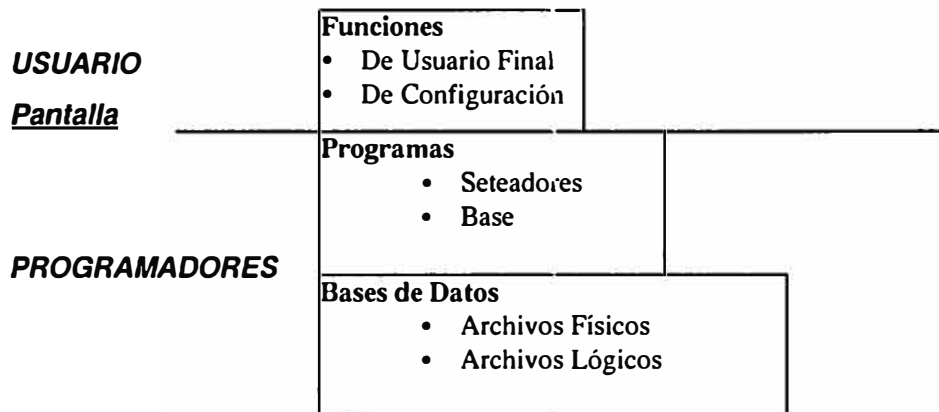 Funciones
USUARIO
• De Usuario Final
• De Configuración
Pantalla
Programas
• Seteadores
• Base
PROGRAMADORES
Bases de Datos
• Archivos Físicos
• Archivos Lógicos